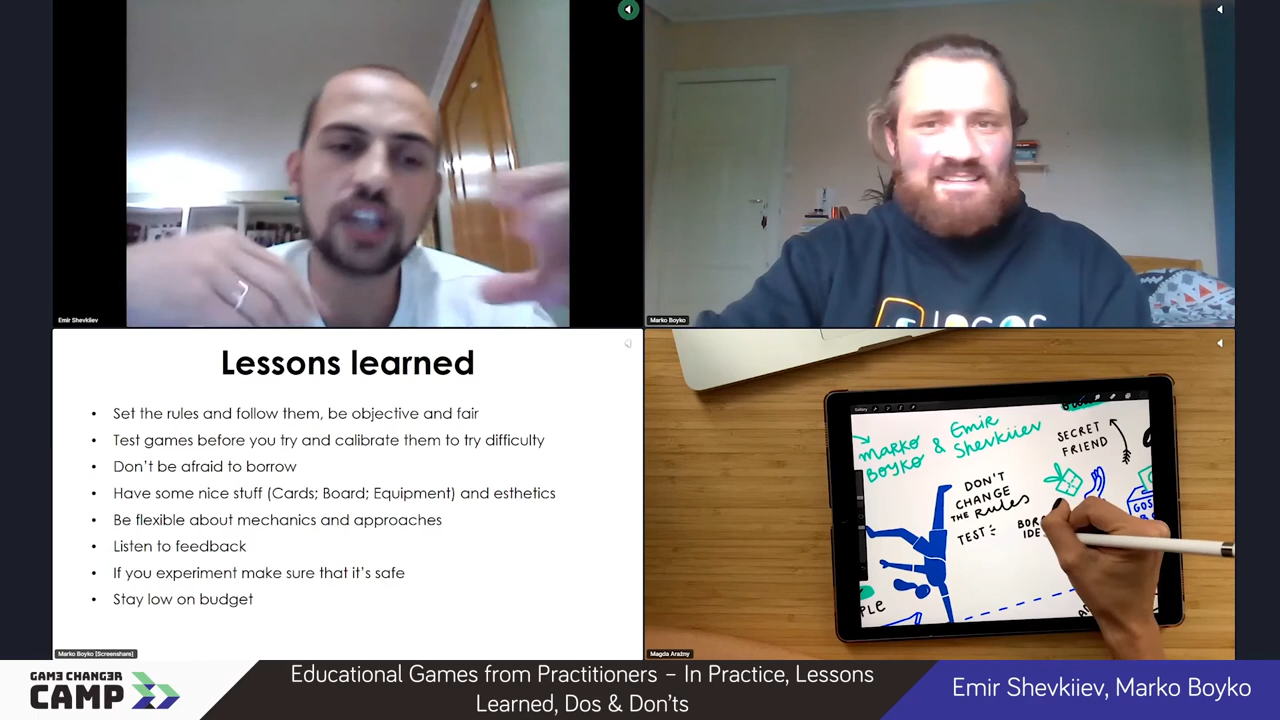 Emir Shevkiiev
Marko Boyko
Lessons learned
• Set the rules and follow them, be objective and fair
• Test games before you try and calibrate them to try difficulty
• Don't be afraid to borrow
• Have some nice stuff (Cards; Board; Equipment) and esthetics
• Be flexible about mechanics and approaches
• Listen to feedback
• If you experiment make sure that it's safe
• Stay low on budget
Marko Boyko [Screenshare]
Gallery
MARKO
BOYKO
&
Emir
Shevkiiev
SECRET
FRIEND
DON'T
CHANGE
THE RULES
TEST
Magda Arażny
GAME CHANGER
CAMP
Educational Games from Practitioners – In Practice, Lessons
Learned, Dos & Don'ts
Emir Shevkiiev, Marko Boyko